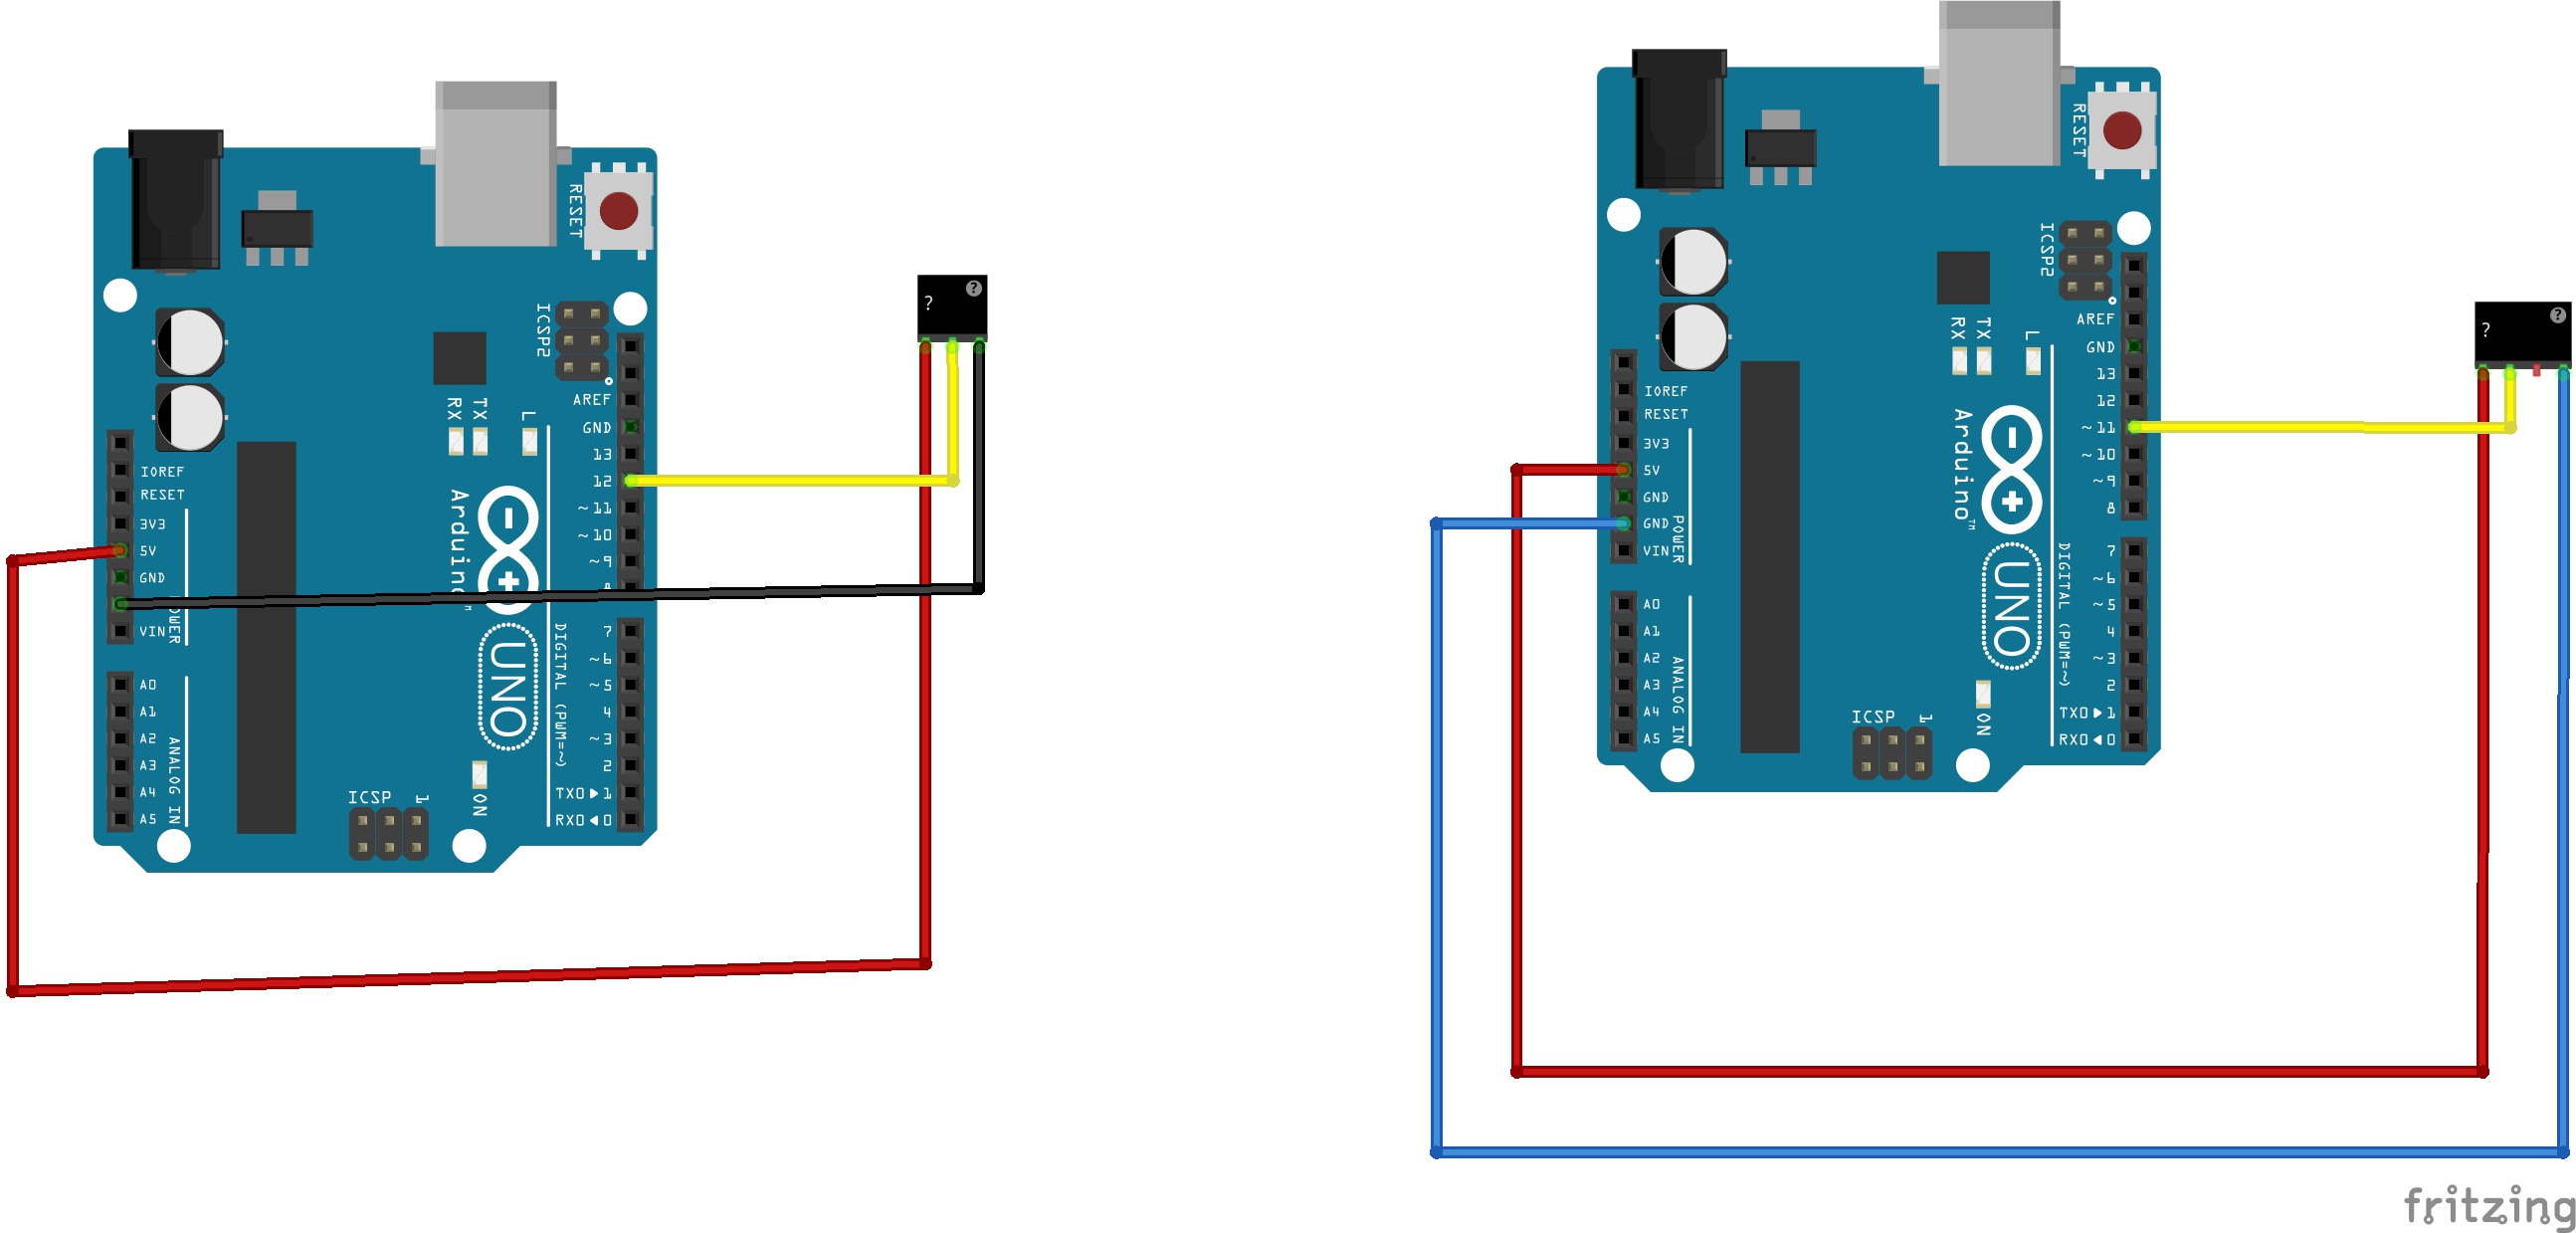 RESET
ICSP2
AREF
GND
13
12
~11
~10
~9
8
7
~6
~5
4
~3
2
TX0▶1
RX0◀0
DIGITAL (PWM=~)
L
TX
RX
Arduino™
UNO
ON
ICSP 1
IOREF
RESET
3V3
5V
GND
VIN
A0
A1
A2
A3
A4
A5
ANALOG IN
? ?
RESET
ICSP2
AREF
GND
13
12
~11
~10
~9
8
7
~6
~5
4
~3
2
TX0▶1
RX0◀0
DIGITAL (PWM=~)
L
TX
RX
Arduino™
UNO
ON
ICSP 1
IOREF
RESET
3V3
5V
GND
GND
VIN
POWER
A0
A1
A2
A3
A4
A5
ANALOG IN
? ?
fritzing